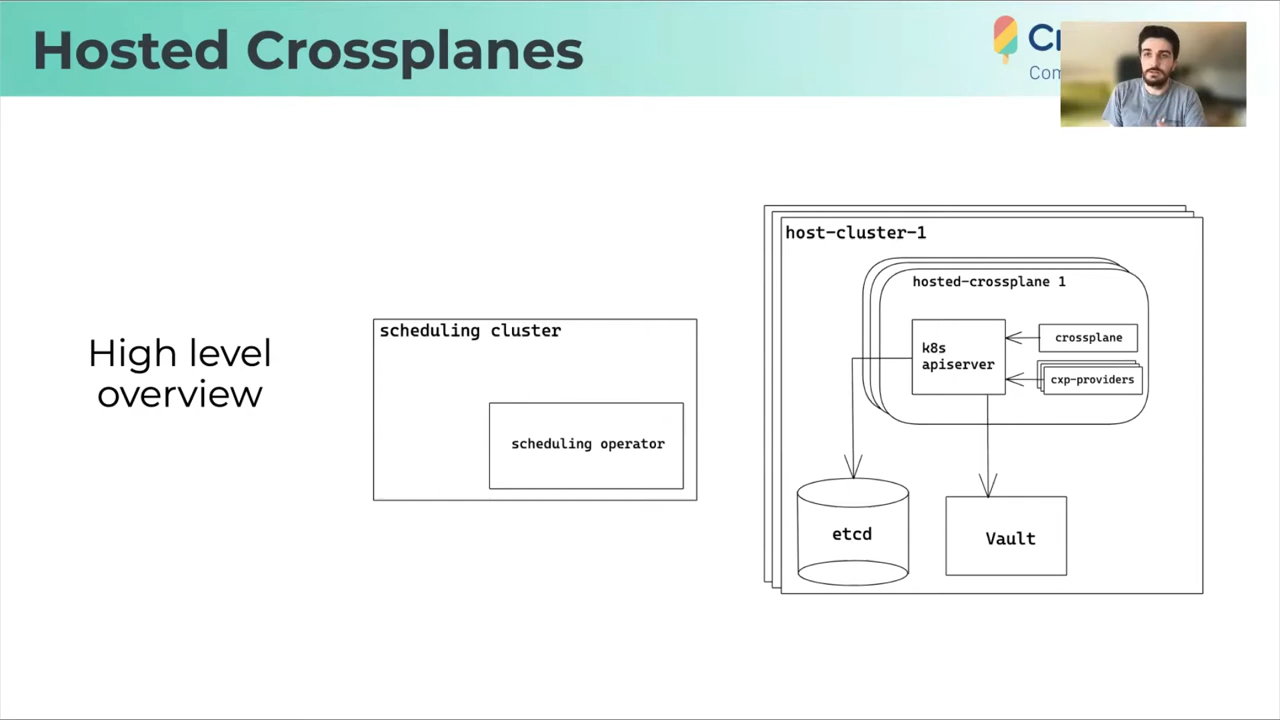 Hosted Crossplanes
High level
overview
scheduling cluster
scheduling operator
host-cluster-1
hosted-crossplane 1
k8s
apiserver
crossplane
cxp-providers
etcd
Vault